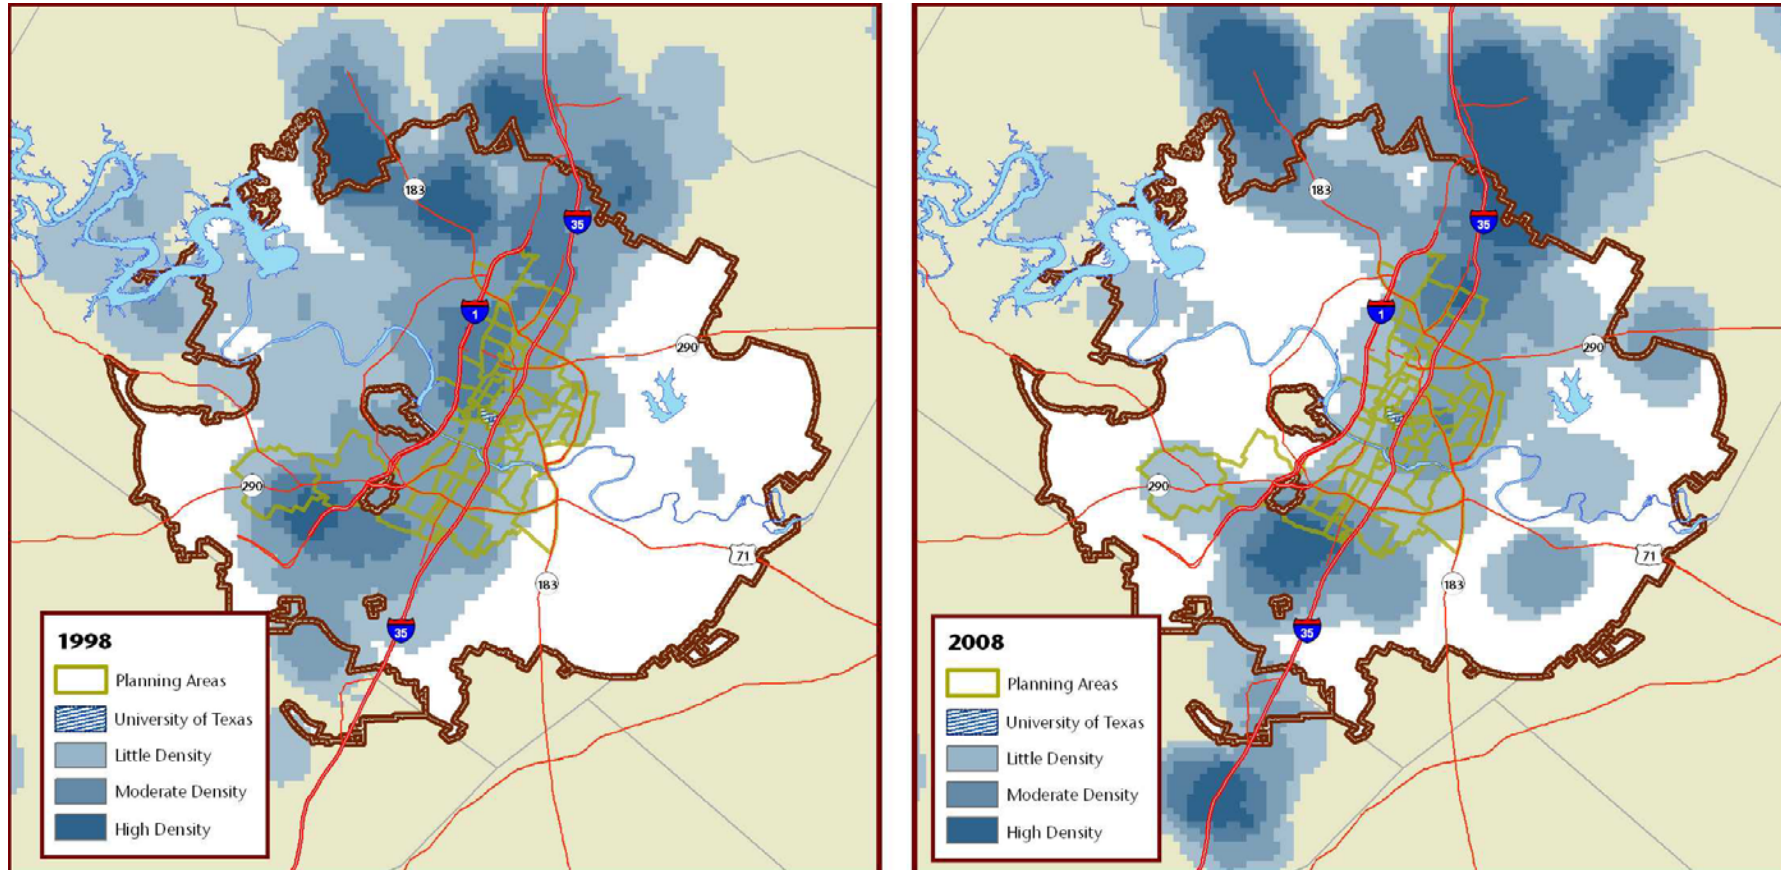 183
35
1
290
290
71
183
35
1998
Planning Areas
University of Texas
Little Density
Moderate Density
High Density
183
35
1
290
290
71
183
35
2008
Planning Areas
University of Texas
Little Density
Moderate Density
High Density